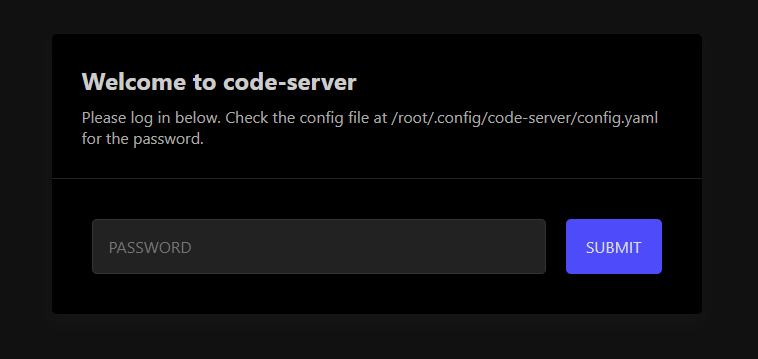 Welcome to code-server
Please log in below. Check the config file at /root/.config/code-server/config.yaml
for the password.
PASSWORD
SUBMIT